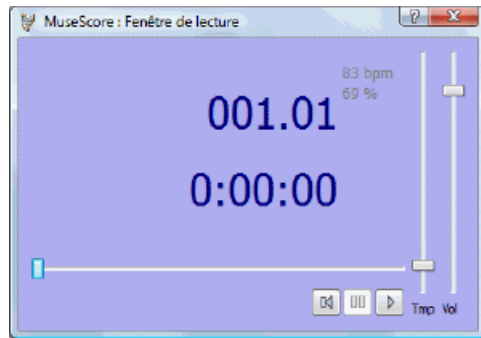 MuseScore : Fenêtre de lecture
83 bpm
69 %
001.01
0:00:00
Tmp Vol